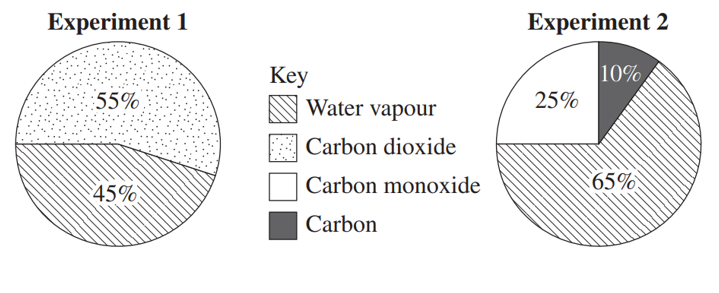 Experiment 1
55%
45%
Key
Water vapour
Carbon dioxide
Carbon monoxide
Carbon
Experiment 2
10%
25%
65%